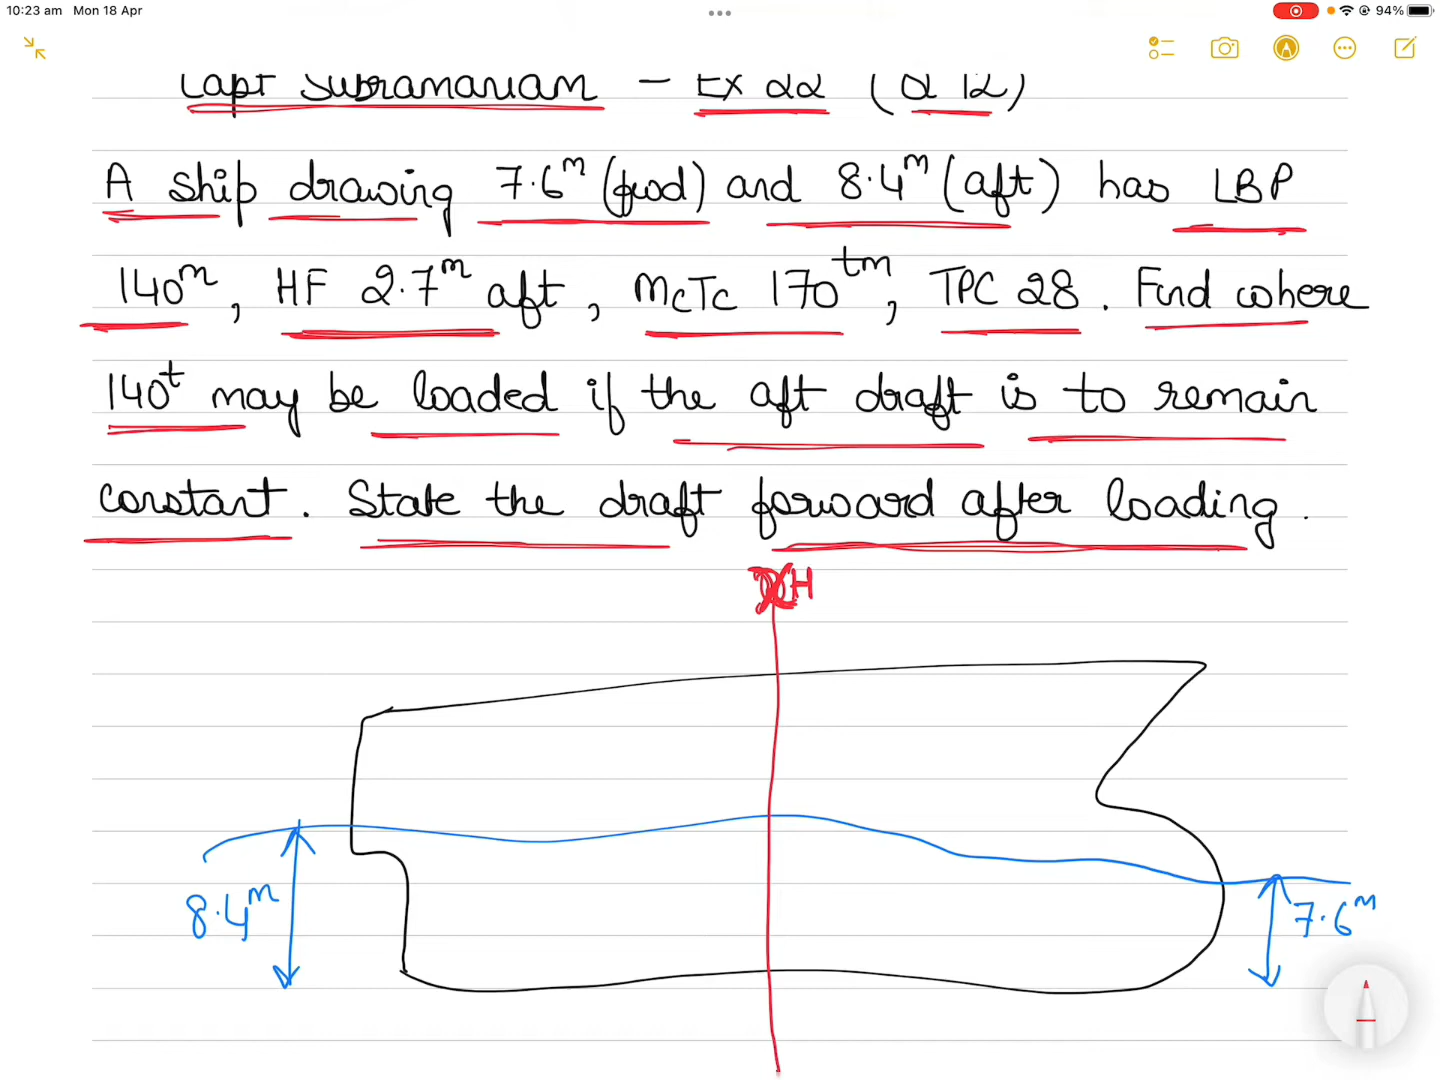 10:23 am Mon 18 Apr
94%
Capt Subramanian - Ex 22 (Q 12)
A ship drawing 7.6m (fwd) and 8.4m (aft) has LBP
140m, HF 2.7m aft, MCTC 170tm, TPC 28. Find where
140t may be loaded if the aft draft is to remain
constant. State the draft forward after loading.
H
8.4m
7.6m